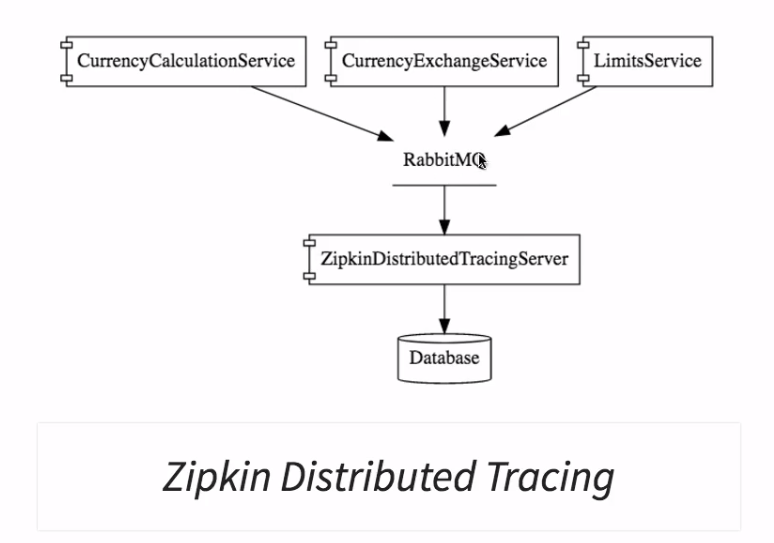 CurrencyCalculationService
CurrencyExchangeService
LimitsService
RabbitMQ
ZipkinDistributedTracingServer
Database
Zipkin Distributed Tracing